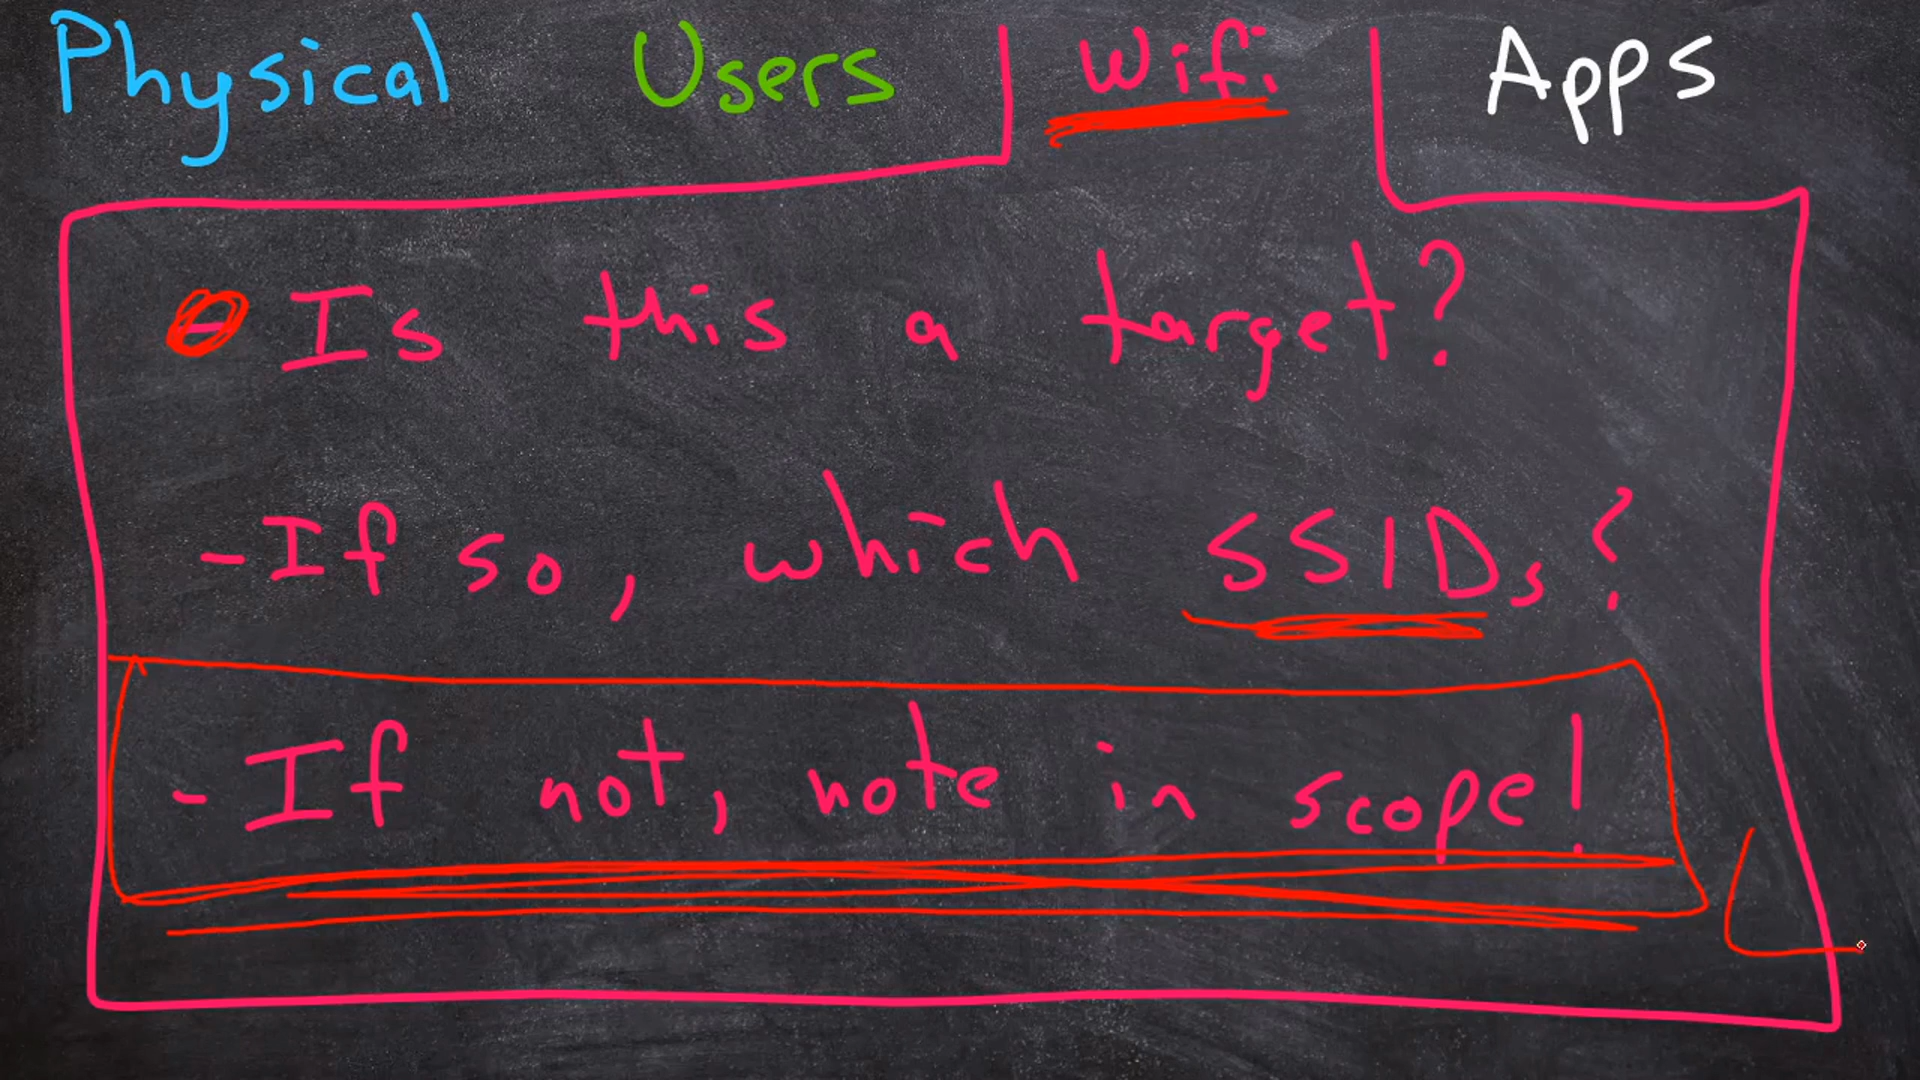 Physical Users Wifi Apps
- Is this a target?
- If so, which SSIDs?
- If not, note in scope!